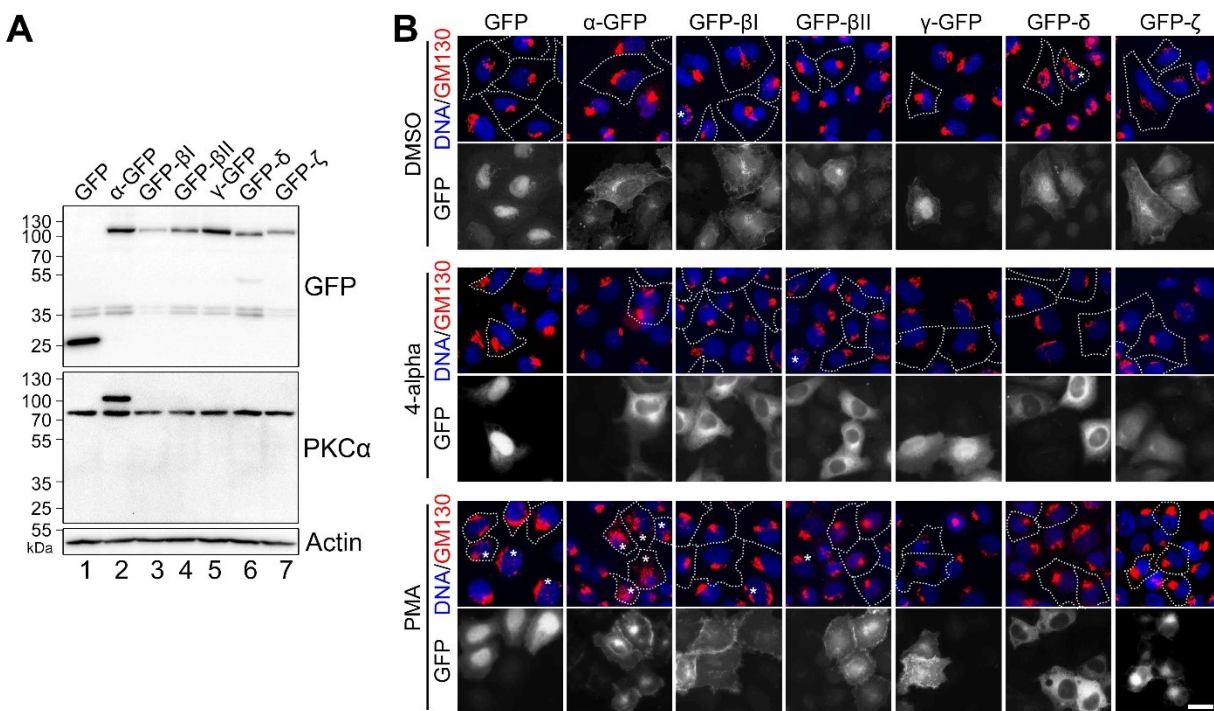 A
GFP α-GFP GFP-βI GFP-βII γ-GFP GFP-δ GFP-ζ
130
100
70
55
35
25
GFP
130
100
70
55
35
25
PKCα
55
kDa
Actin
1 2 3 4 5 6 7
B
GFP α-GFP GFP-βI GFP-βII γ-GFP GFP-δ GFP-ζ
DMSO
DNA/GM130
* *
GFP
4-alpha
DNA/GM130
*
GFP
PMA
DNA/GM130
* * * * * * * * * *
GFP